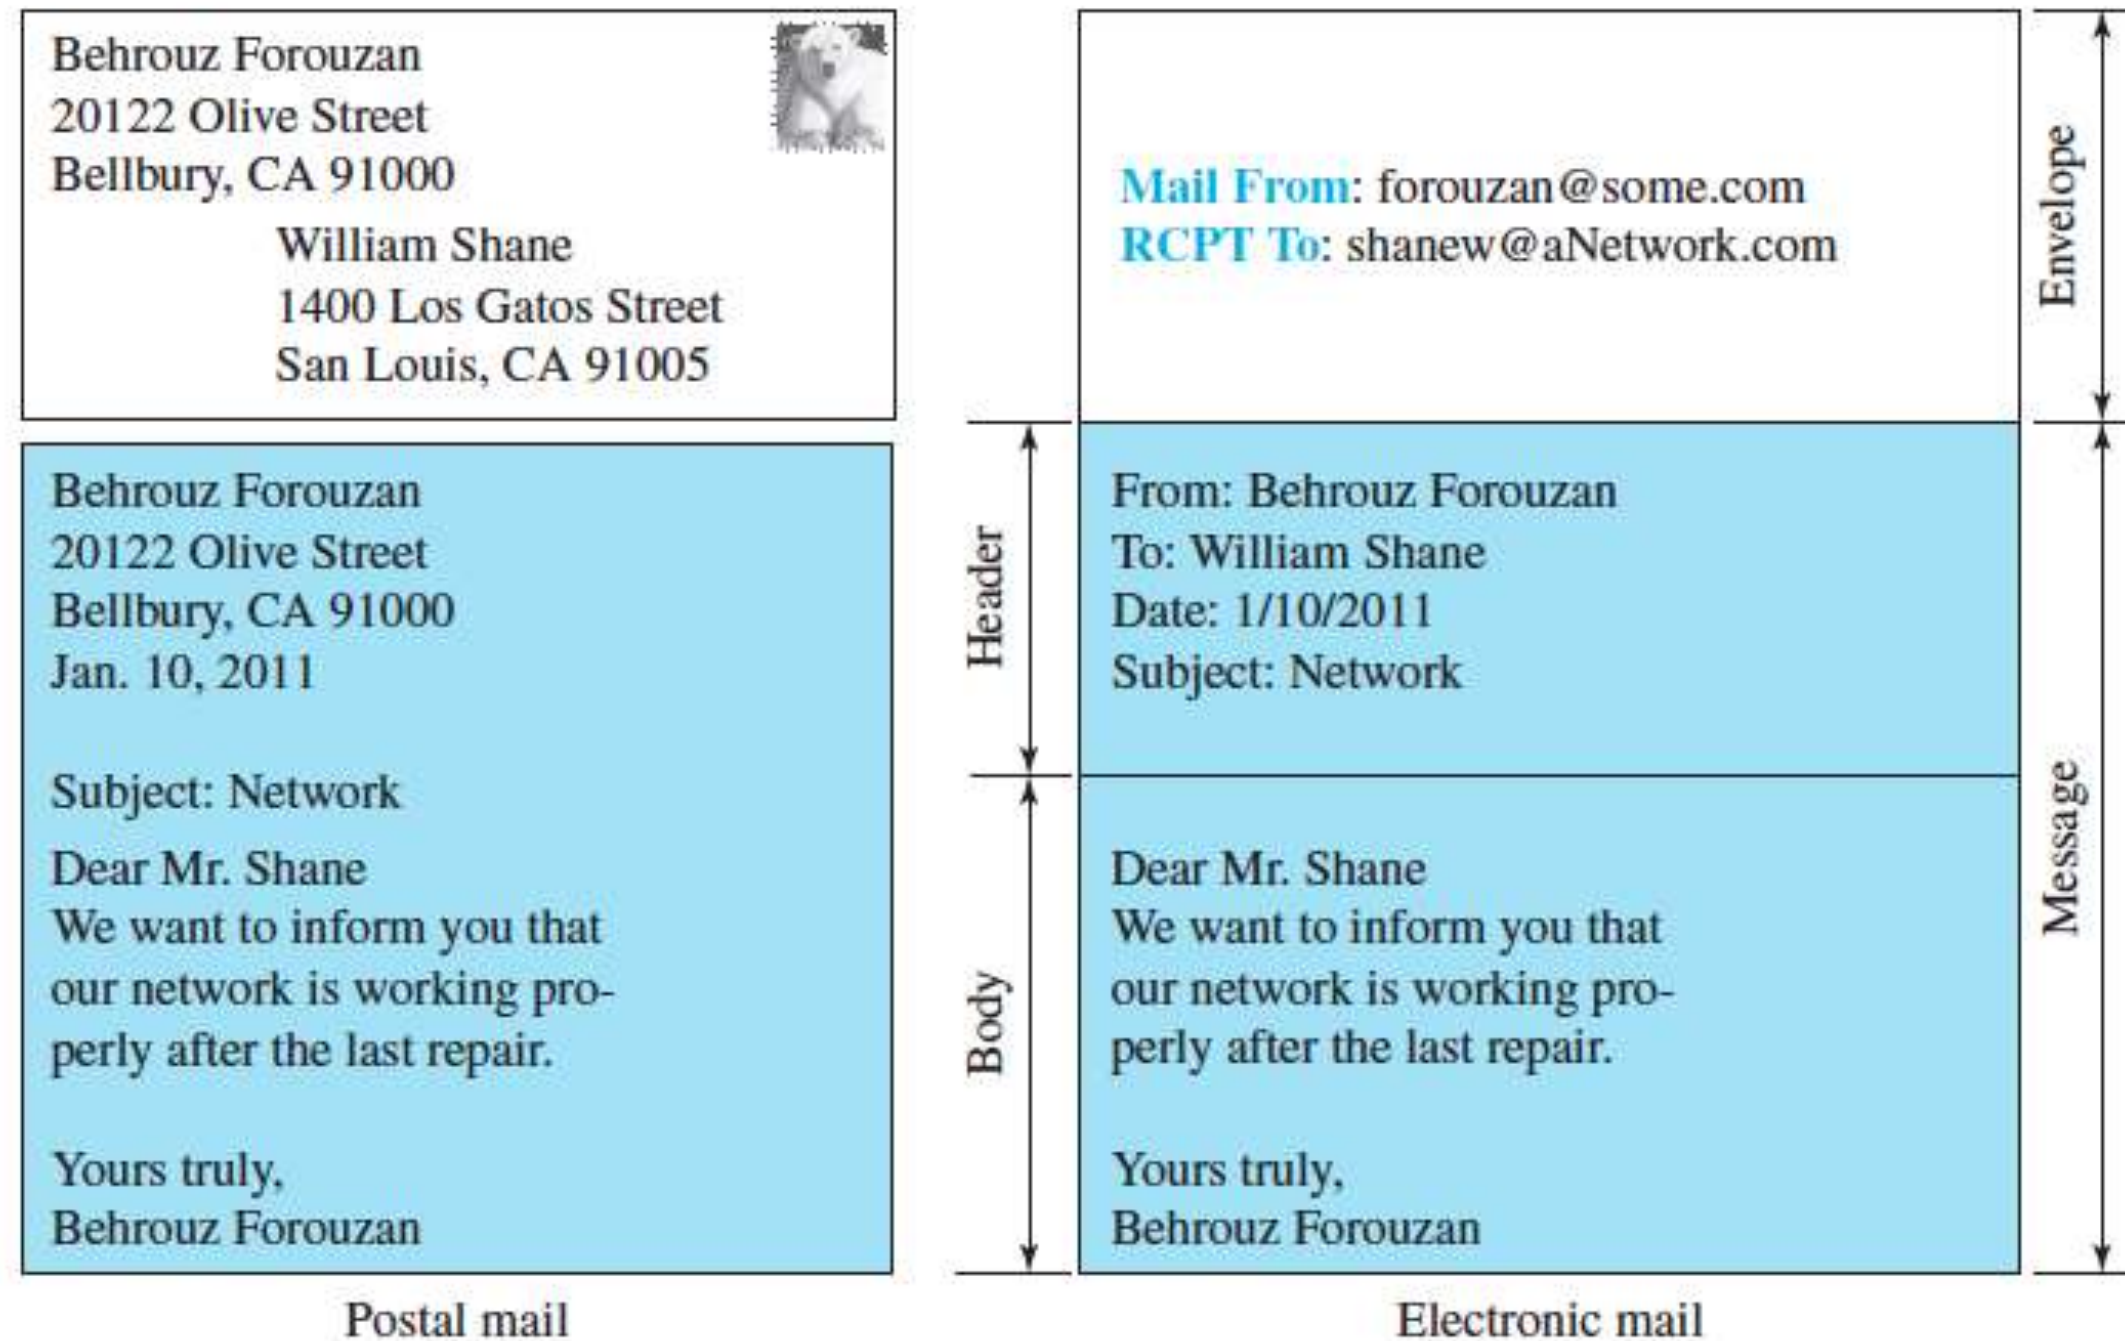 Behrouz Forouzan
20122 Olive Street
Bellbury, CA 91000
William Shane
1400 Los Gatos Street
San Louis, CA 91005
Behrouz Forouzan
20122 Olive Street
Bellbury, CA 91000
Jan. 10, 2011
Subject: Network
Dear Mr. Shane
We want to inform you that
our network is working pro-
perly after the last repair.
Yours truly,
Behrouz Forouzan
Postal mail
Mail From: forouzan@some.com
RCPT To: shanew@aNetwork.com
Envelope
Header
From: Behrouz Forouzan
To: William Shane
Date: 1/10/2011
Subject: Network
Body
Dear Mr. Shane
We want to inform you that
our network is working pro-
perly after the last repair.
Yours truly,
Behrouz Forouzan
Message
Electronic mail